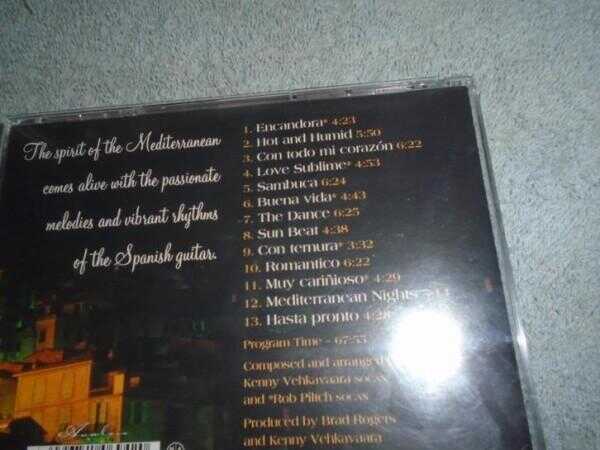 The spirit of the Mediterranean
comes alive with the passionate
melodies and vibrant rhythms
of the Spanish guitar.
1. Encandora* 4:23
2. Hot and Humid 5:50
3. Con todo mi corazón 6:22
4. Love Sublime* 4:53
5. Sambuca 6:24
6. Buena vida* 4:43
7. The Dance 6:25
8. Sun Beat 4:38
9. Con ternura* 3:32
10. Romantico 6:22
11. Muy cariñioso* 4:29
12. Mediterranean Nights
13. Hasta pronto 4:28
Program Time – 67:55
Composed and arranged
Kenny Vehkavaara SOCAN
and *Rob Pilich SOCAN
Produced by Brad Rogers
and Kenny Vehkavaara
Avalon